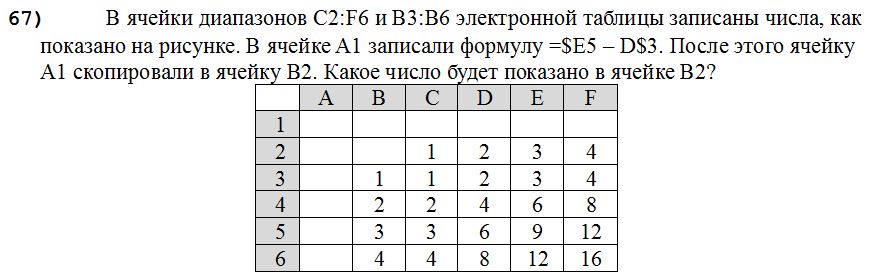 67) В ячейки диапазонов C2:F6 и B3:B6 электронной таблицы записаны числа, как
показано на рисунке. В ячейке A1 записали формулу =$E5 – D$3. После этого ячейку
A1 скопировали в ячейку B2. Какое число будет показано в ячейке B2?
A B C D E F
1
2 1 2 3 4
3 1 1 2 3 4
4 2 2 4 6 8
5 3 3 6 9 12
6 4 4 8 12 16